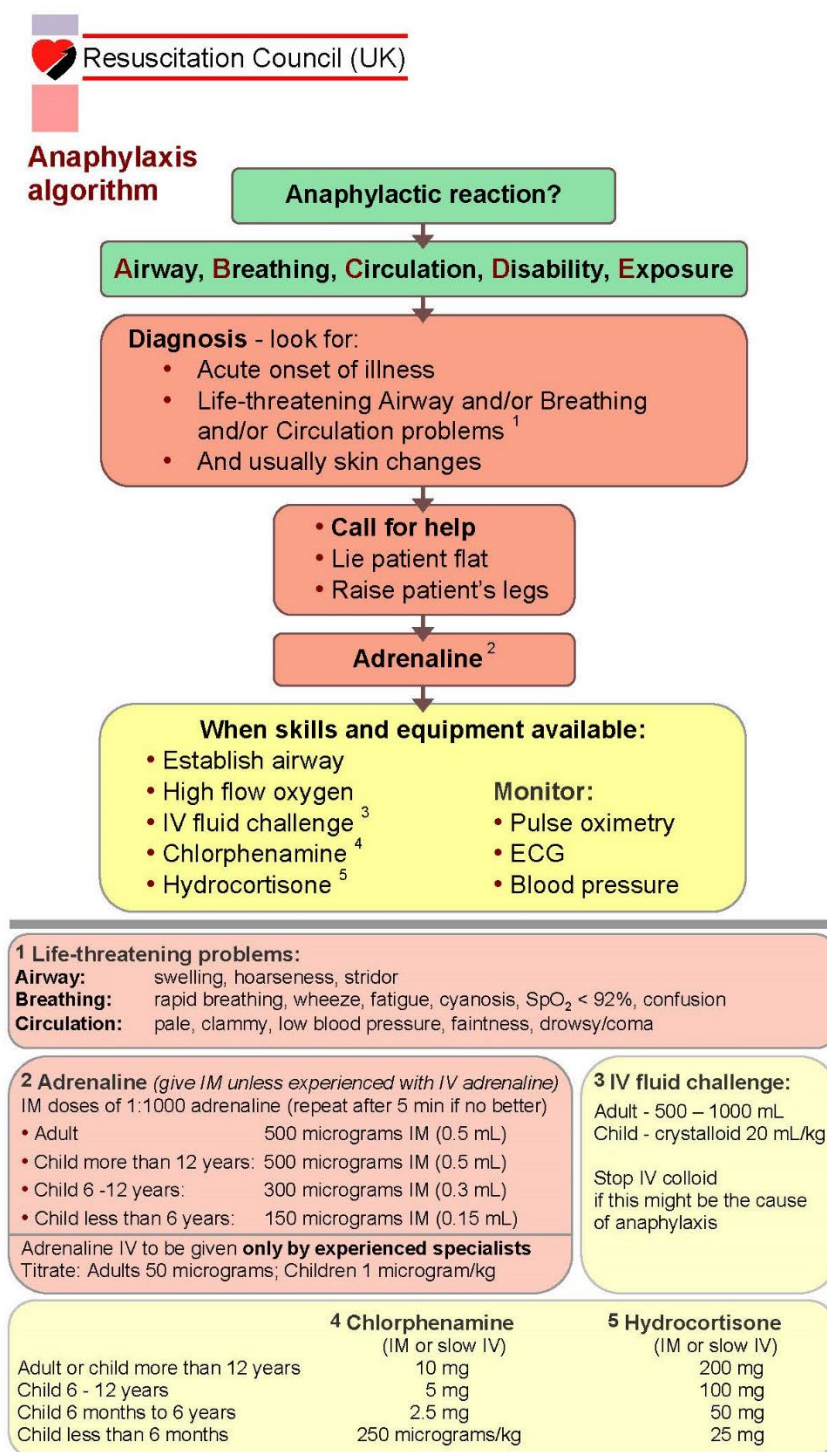 Resuscitation Council (UK)
Anaphylaxis
algorithm
Anaphylactic reaction?
Airway, Breathing, Circulation, Disability, Exposure
Diagnosis - look for:
• Acute onset of illness
• Life-threatening Airway and/or Breathing
and/or Circulation problems 1
• And usually skin changes
• Call for help
• Lie patient flat
• Raise patient's legs
Adrenaline 2
When skills and equipment available:
• Establish airway
• High flow oxygen
• IV fluid challenge 3
• Chlorphenamine 4
• Hydrocortisone 5
Monitor:
• Pulse oximetry
• ECG
• Blood pressure
1 Life-threatening problems:
Airway: swelling, hoarseness, stridor
Breathing: rapid breathing, wheeze, fatigue, cyanosis, SpO2 < 92%, confusion
Circulation: pale, clammy, low blood pressure, faintness, drowsy/coma
2 Adrenaline (give IM unless experienced with IV adrenaline)
IM doses of 1:1000 adrenaline (repeat after 5 min if no better)
• Adult 500 micrograms IM (0.5 mL)
• Child more than 12 years: 500 micrograms IM (0.5 mL)
• Child 6 -12 years: 300 micrograms IM (0.3 mL)
• Child less than 6 years: 150 micrograms IM (0.15 mL)
Adrenaline IV to be given only by experienced specialists
Titrate: Adults 50 micrograms; Children 1 microgram/kg
3 IV fluid challenge:
Adult - 500 – 1000 mL
Child - crystalloid 20 mL/kg
Stop IV colloid
if this might be the cause
of anaphylaxis
4 Chlorphenamine 5 Hydrocortisone
(IM or slow IV) (IM or slow IV)
Adult or child more than 12 years 10 mg 200 mg
Child 6 - 12 years 5 mg 100 mg
Child 6 months to 6 years 2.5 mg 50 mg
Child less than 6 months 250 micrograms/kg 25 mg